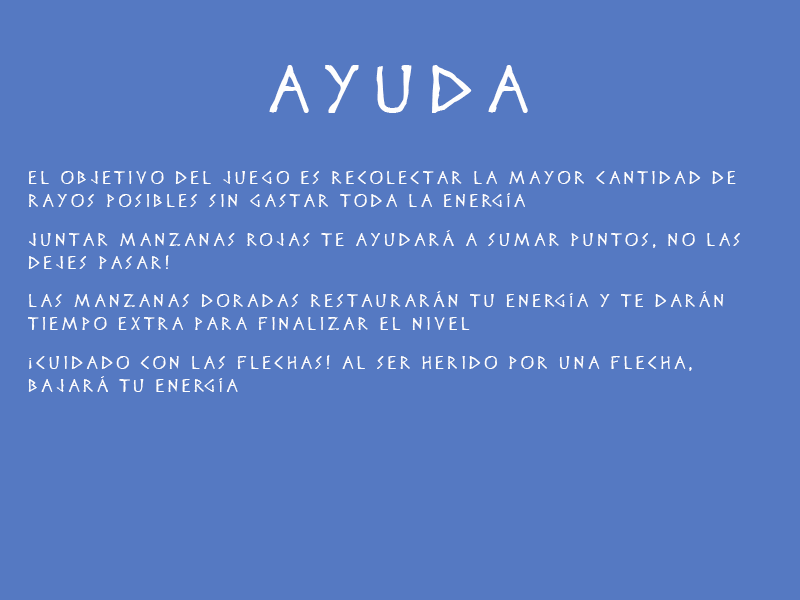 AYUDA
EL OBJETIVO DEL JUEGO ES RECOLECTAR LA MAYOR CANTIDAD DE
RAYOS POSIBLES SIN GASTAR TODA LA ENERGÍA
JUNTAR MANZANAS ROJAS TE AYUDARÁ A SUMAR PUNTOS, NO LAS
DEJES PASAR!
LAS MANZANAS DORADAS RESTAURARÁN TU ENERGÍA Y TE DARÁN
TIEMPO EXTRA PARA FINALIZAR EL NIVEL
¡CUIDADO CON LAS FLECHAS! AL SER HERIDO POR UNA FLECHA,
BAJARÁ TU ENERGÍA